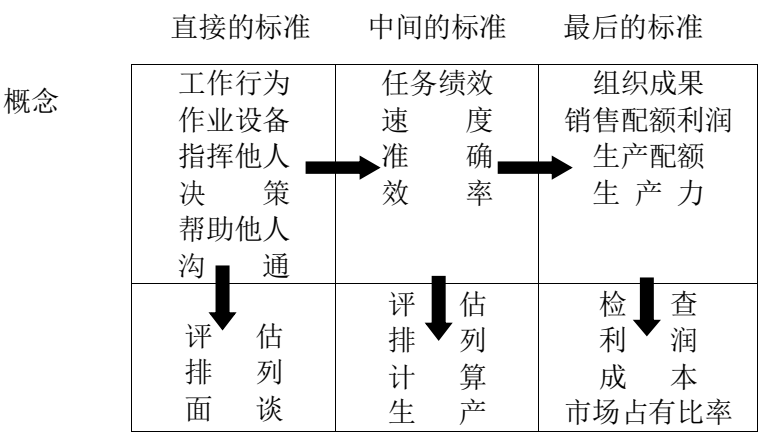 直接的标准 中间的标准 最后的标准
概念
工作行为
作业设备
指挥他人
决 策
帮助他人
沟 通
任务绩效
速 度
准 确
效 率
组织成果
销售配额利润
生产配额
生 产 力
评 估
排 列
面 谈
评 估
排 列
计 算
生 产
检 查
利 润
成 本
市场占有比率